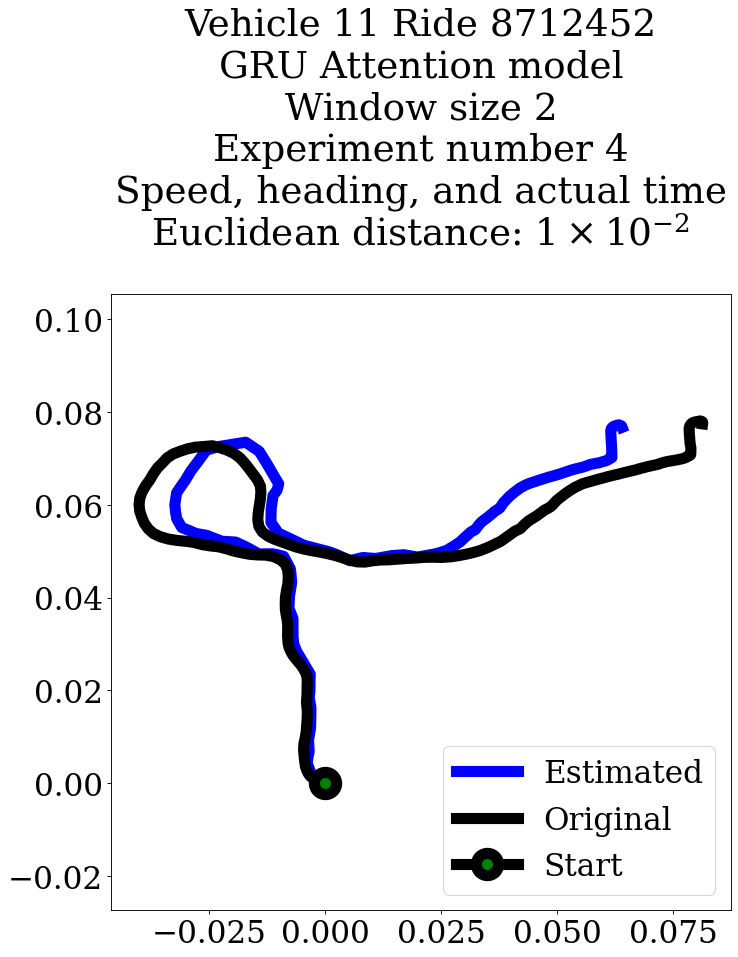 Vehicle 11 Ride 8712452
GRU Attention model
Window size 2
Experiment number 4
Speed, heading, and actual time
Euclidean distance: 1 × 10⁻²
0.10
0.08
0.06
0.04
0.02
0.00
−0.02
Estimated
Original
Start
−0.025 0.000 0.025 0.050 0.075